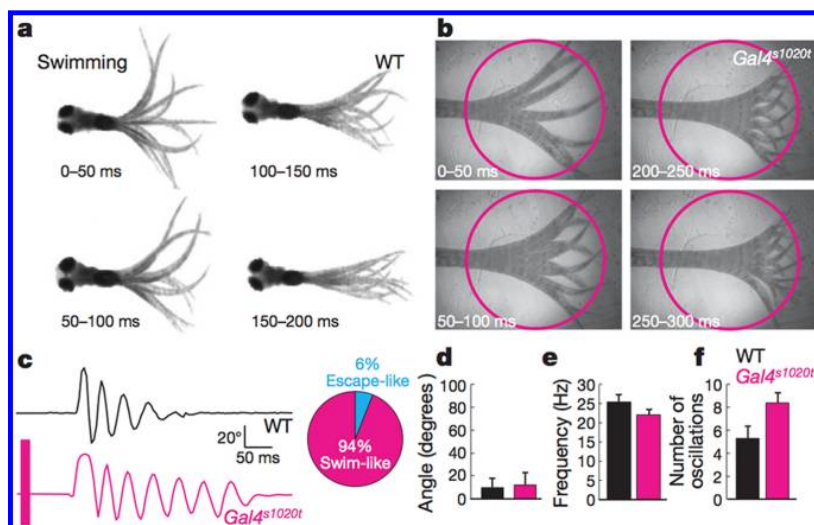 a
Swimming
WT
0–50 ms
100–150 ms
50–100 ms
150–200 ms
b
Gal4s1020t
0–50 ms
200–250 ms
50–100 ms
250–300 ms
c
WT
20°
50 ms
Gal4s1020t
6%
Escape-like
94%
Swim-like
d
Angle (degrees)
100
80
60
40
20
0
e
Frequency (Hz)
30
25
20
15
10
5
0
f
WT
Gal4s1020t
Number of
oscillations
10
8
6
4
2
0